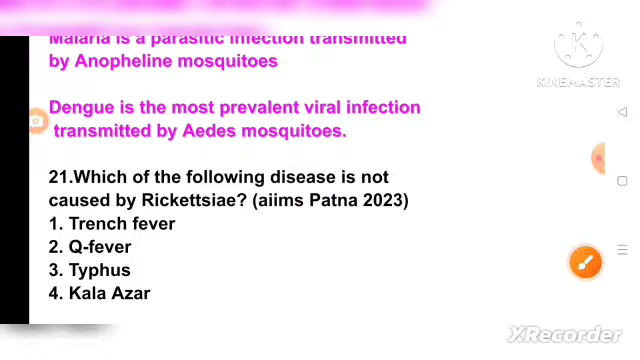 Malaria is a parasitic infection transmitted
by Anopheline mosquitoes
Dengue is the most prevalent viral infection
transmitted by Aedes mosquitoes.
21.Which of the following disease is not
caused by Rickettsiae? (aiims Patna 2023)
1. Trench fever
2. Q-fever
3. Typhus
4. Kala Azar
KINEMASTER
XRecorder